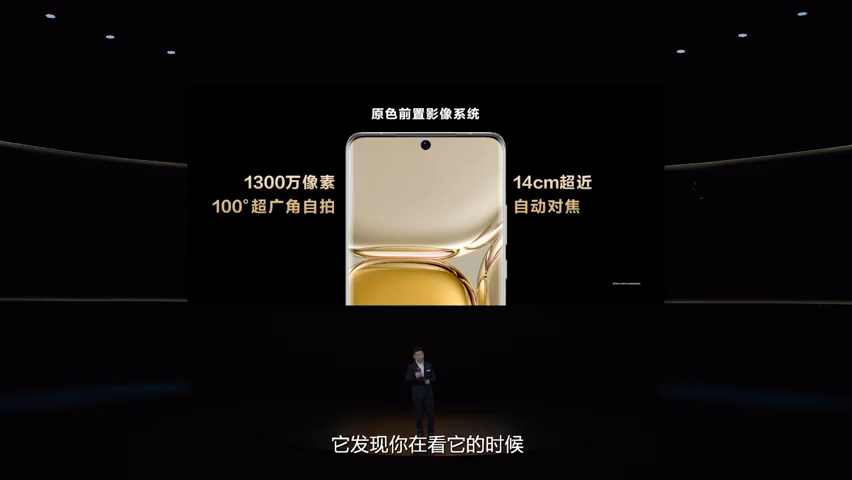 原色前置影像系统
1300万像素
100°超广角自拍
14cm超近
自动对焦
它发现你在看它的时候